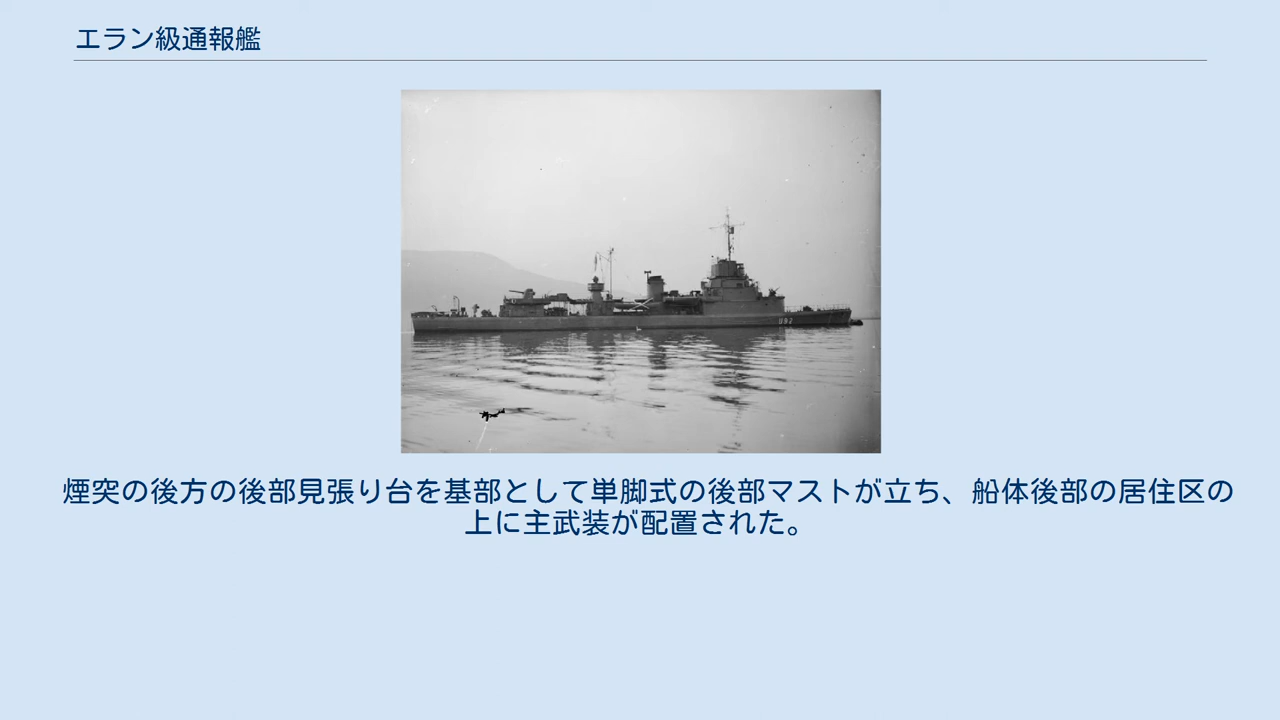 エラン級通報艦
煙突の後方の後部見張り台を基部として単脚式の後部マストが立ち、船体後部の居住区の
上に主武装が配置された。